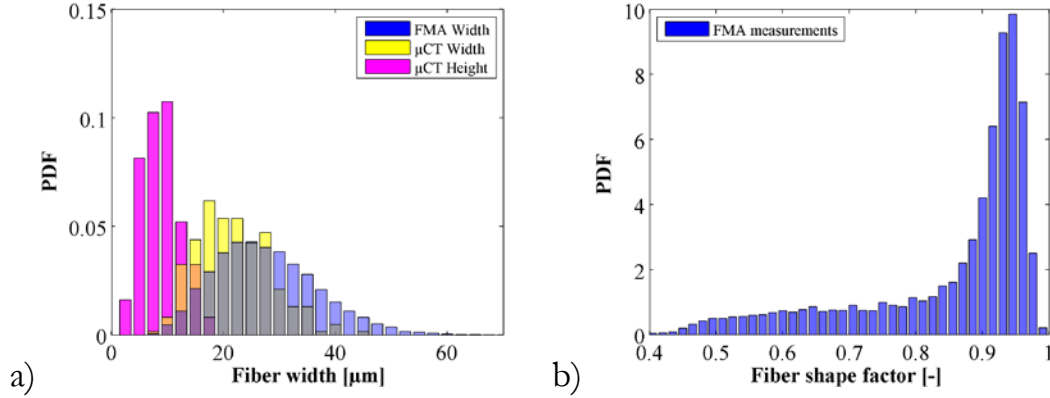 0.15
0.1
0.05
0
PDF
FMA Width
µCT Width
µCT Height
0
20
40
60
Fiber width [µm]
a)
10
8
6
4
2
0
PDF
FMA measurements
0.4
0.5
0.6
0.7
0.8
0.9
1
Fiber shape factor [-]
b)